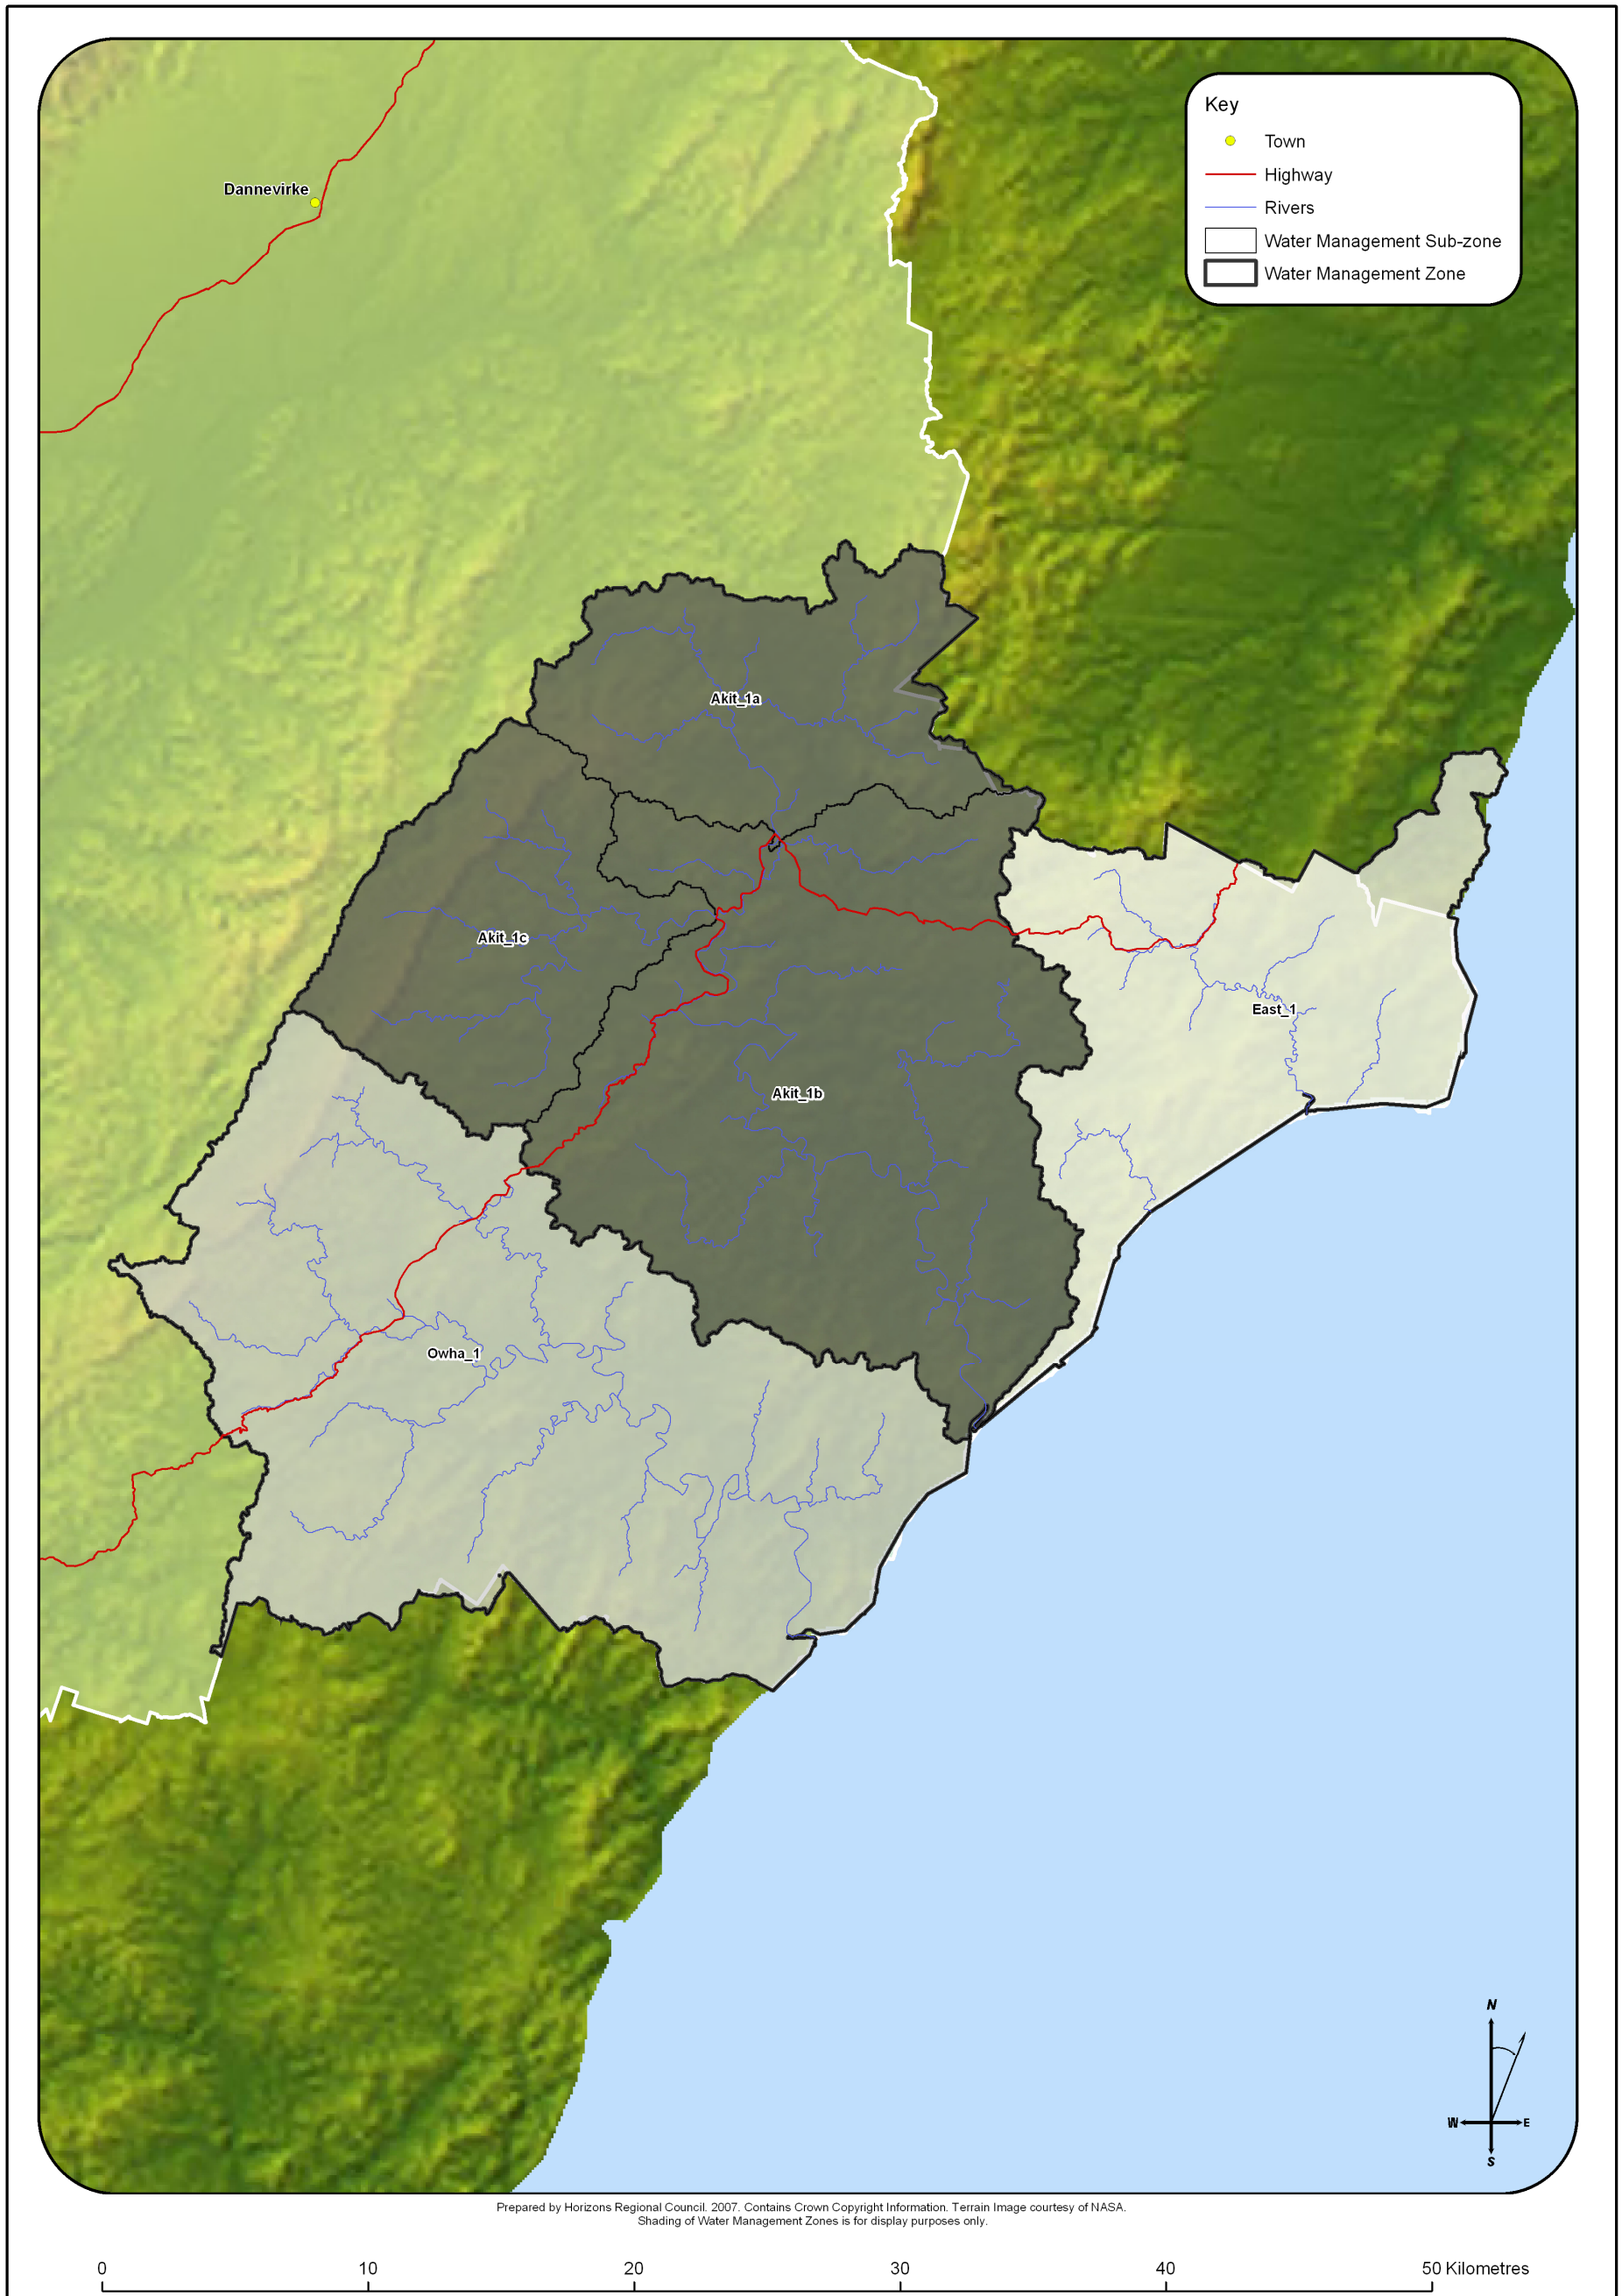 Key
Town
Highway
Rivers
Water Management Sub-zone
Water Management Zone
Dannevirke
Akit_1a
Akit_1c
East_1
Akit_1b
Owha_1
N
W E
S
Prepared by Horizons Regional Council. 2007. Contains Crown Copyright Information. Terrain Image courtesy of NASA.
Shading of Water Management Zones is for display purposes only.
0 10 20 30 40 50 Kilometres